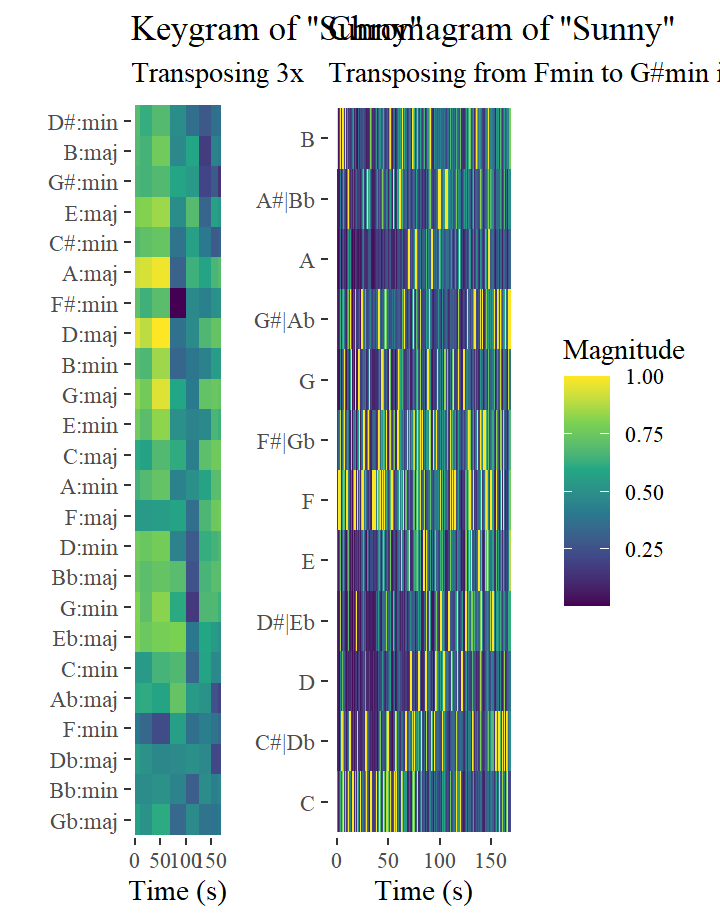 Keygram of "Sunny"
Chromagram of "Sunny"
Transposing 3x
Transposing from Fmin to G#min i
D#:min
B:maj
G#:min
E:maj
C#:min
A:maj
F#:min
D:maj
B:min
G:maj
E:min
C:maj
A:min
F:maj
D:min
Bb:maj
G:min
Eb:maj
C:min
Ab:maj
F:min
Db:maj
Bb:min
Gb:maj
0 50 100 150
Time (s)
B
A#|Bb
A
G#|Ab
G
F#|Gb
F
E
D#|Eb
D
C#|Db
C
0 50 100 150
Time (s)
Magnitude
1.00
0.75
0.50
0.25